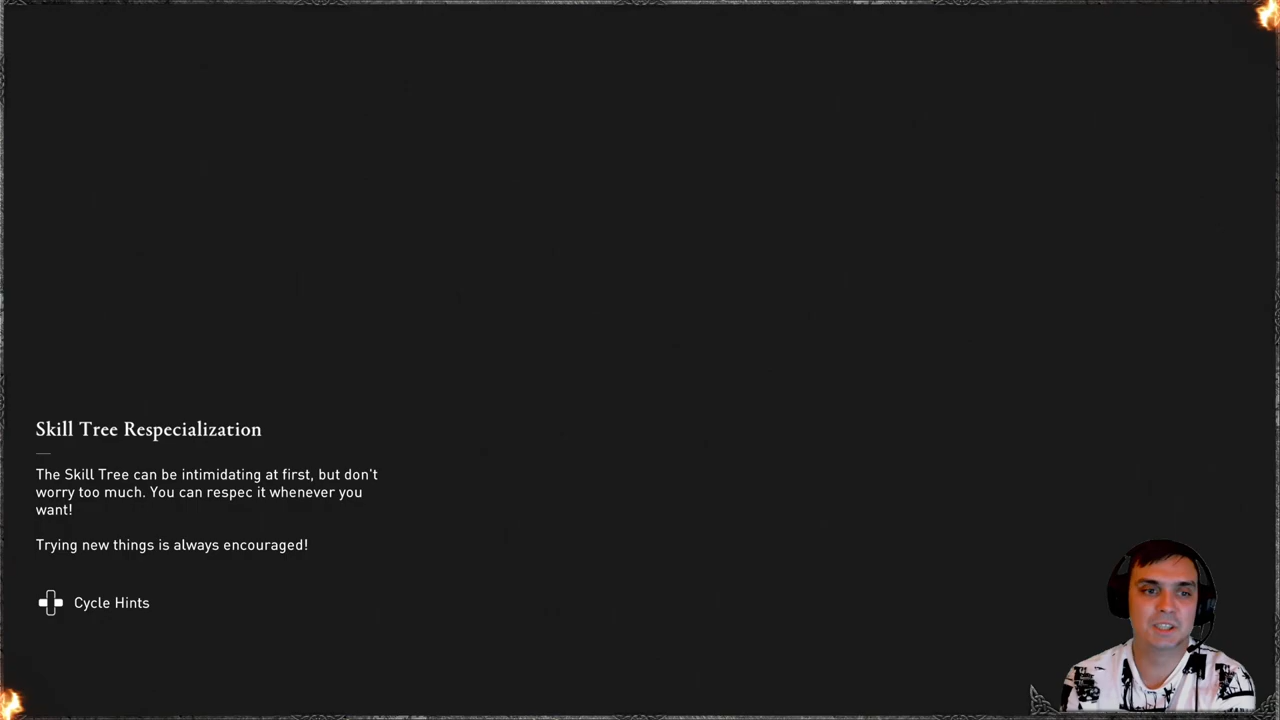 Skill Tree Respecialization
The Skill Tree can be intimidating at first, but don't
worry too much. You can respec it whenever you
want!
Trying new things is always encouraged!
Cycle Hints